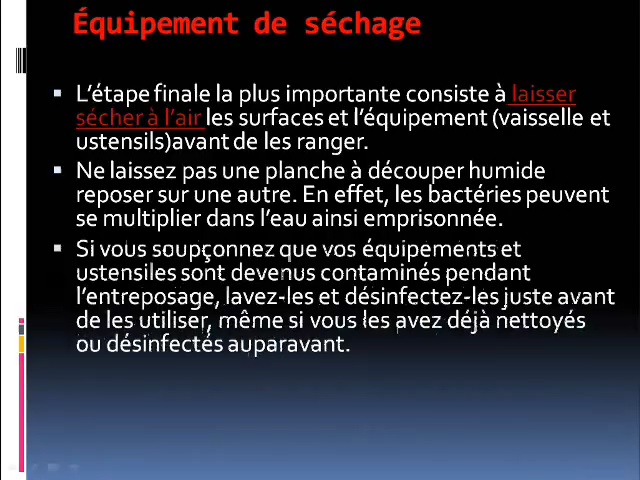 Équipement de séchage
L'étape finale la plus importante consiste à laisser
sécher à l'air les surfaces et l'équipement (vaisselle et
ustensils)avant de les ranger.
Ne laissez pas une planche à découper humide
reposer sur une autre. En effet, les bactéries peuvent
se multiplier dans l'eau ainsi emprisonnée.
Si vous soupçonnez que vos équipements et
ustensiles sont devenus contaminés pendant
l'entreposage, lavez-les et désinfectez-les juste avant
de les utiliser, même si vous les avez déjà nettoyés
ou désinfectés auparavant.